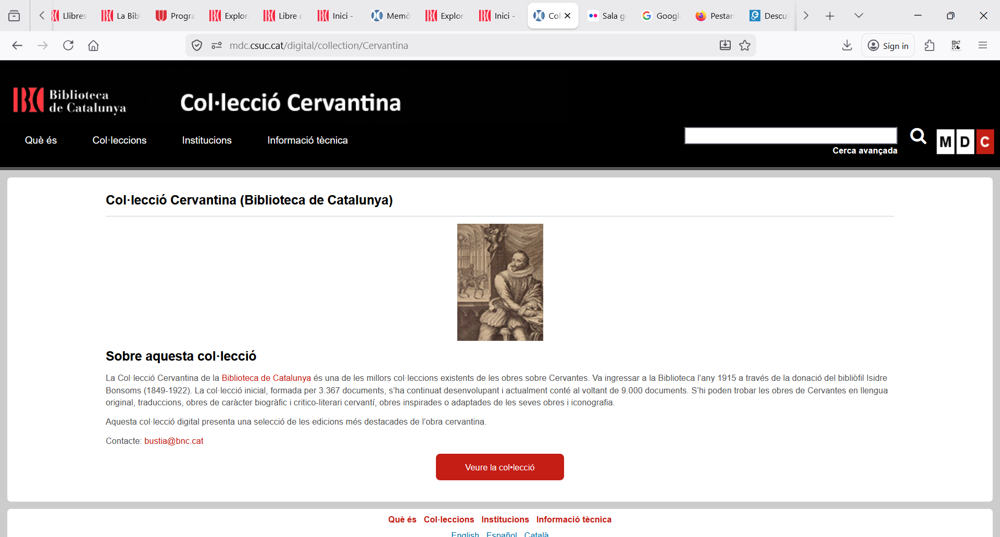 Llibres
La Bibl
Progra
Explor
Libre
Inici -
Memò
Explor
Inici -
Col
Sala g
Googl
Pestan
Descu
mdc.csuc.cat/digital/collection/Cervantina
Sign in
Biblioteca
de Catalunya
Col·lecció Cervantina
Què és
Col·leccions
Institucions
Informació tècnica
Cerca avançada
M D C
Col·lecció Cervantina (Biblioteca de Catalunya)
Sobre aquesta col·lecció
La Col·lecció Cervantina de la Biblioteca de Catalunya és una de les millors col·leccions existents de les obres sobre Cervantes. Va ingressar a la Biblioteca l’any 1915 a través de la donació del bibliòfil Isidre
Bonsoms (1849-1922). La col·lecció inicial, formada per 3.367 documents, s’ha continuat desenvolupant i actualment conté al voltant de 9.000 documents. S’hi poden trobar les obres de Cervantes en llengua
original, traduccions, obres de caràcter biogràfic i critico-literari cervantí, obres inspirades o adaptades de les seves obres i iconografia.
Aquesta col·lecció digital presenta una selecció de les edicions més destacades de l’obra cervantina.
Contacte: bustia@bnc.cat
Veure la col•lecció
Què és Col·leccions Institucions Informació tècnica
English Español Català